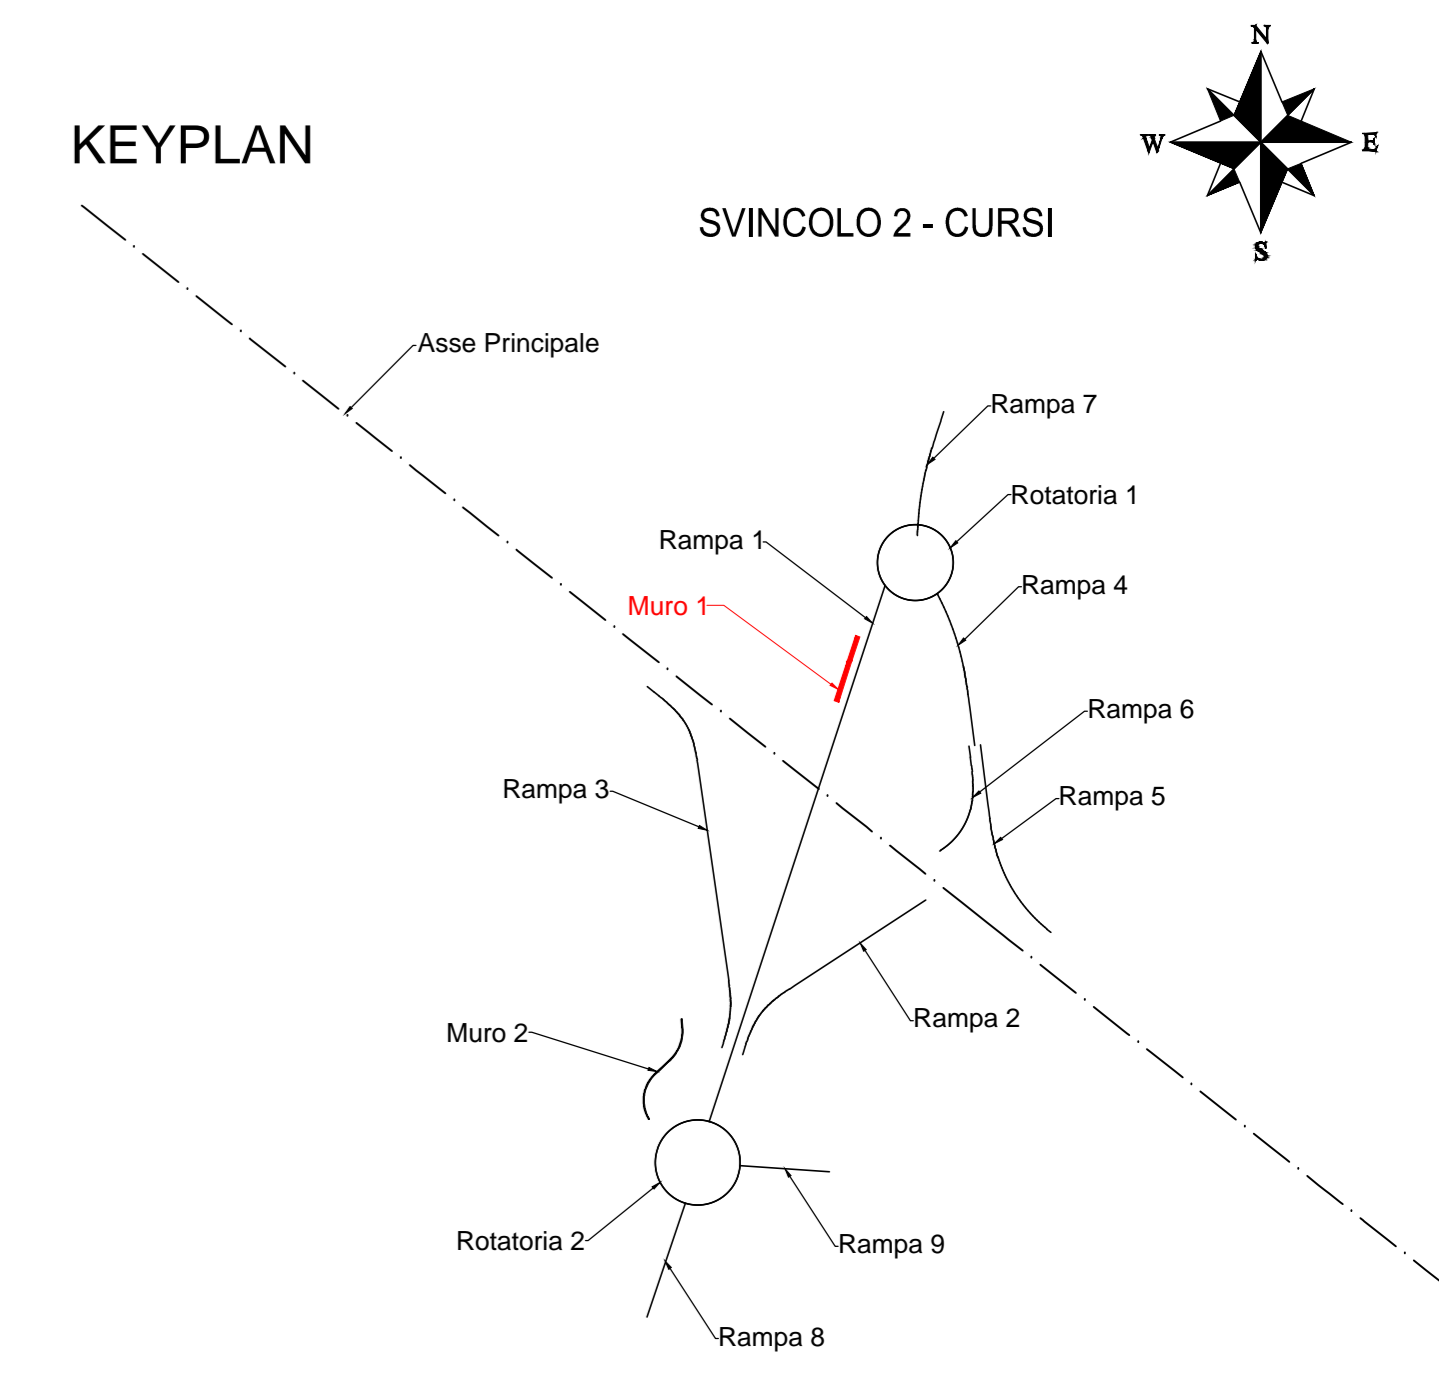 N
KEYPLAN
W
E
SVINCOLO 2 - CURSI
S
Asse Principale
Rampa 7
Rotatoria 1
Rampa 1
Rampa 4
Muro 1
Rampa 6
Rampa 3
Rampa 5
Rampa 2
Muro 2
Rotatoria 2
Rampa 9
Rampa 8